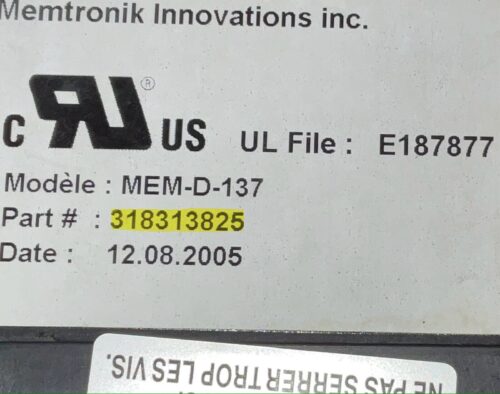 Memtronik Innovations inc.
c RU ® US UL File : E187877
Modèle : MEM-D-137
Part # : 318313825
Date : 12.08.2005
NE PAS SERRER TROP LES VIS.